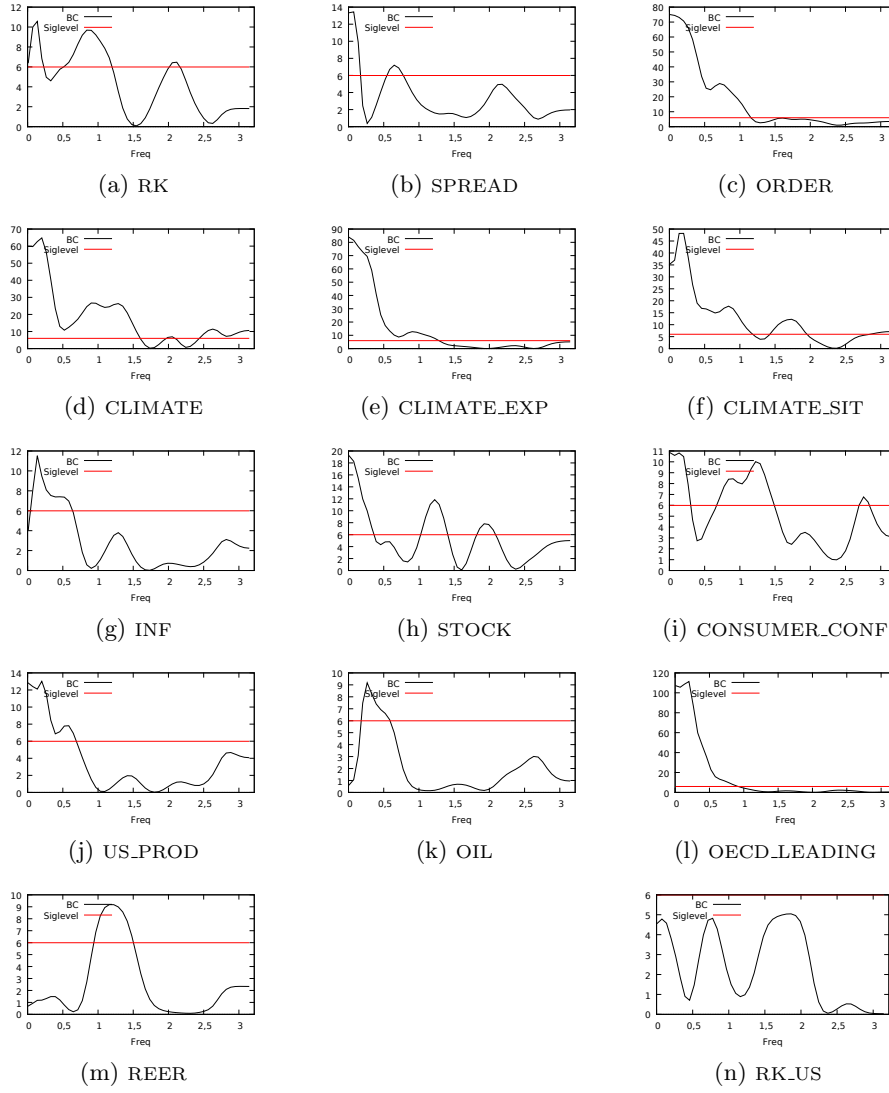 12
10
8
6
4
2
0
BC
Siglevel
0 0,5 1 1,5 2 2,5 3
Freq
(a) RK
14
12
10
8
6
4
2
0
BC
Siglevel
0 0,5 1 1,5 2 2,5 3
Freq
(b) SPREAD
80
70
60
50
40
30
20
10
0
BC
Siglevel
0 0,5 1 1,5 2 2,5 3
Freq
(c) ORDER
70
60
50
40
30
20
10
0
BC
Siglevel
0 0,5 1 1,5 2 2,5 3
Freq
(d) CLIMATE
90
80
70
60
50
40
30
20
10
0
BC
Siglevel
0 0,5 1 1,5 2 2,5 3
Freq
(e) CLIMATE_EXP
50
45
40
35
30
25
20
15
10
5
0
BC
Siglevel
0 0,5 1 1,5 2 2,5 3
Freq
(f) CLIMATE_SIT
12
10
8
6
4
2
0
BC
Siglevel
0 0,5 1 1,5 2 2,5 3
Freq
(g) INF
20
18
16
14
12
10
8
6
4
2
0
BC
Siglevel
0 0,5 1 1,5 2 2,5 3
Freq
(h) STOCK
11
10
9
8
7
6
5
4
3
2
1
0
BC
Siglevel
0 0,5 1 1,5 2 2,5 3
Freq
(i) CONSUMER_CONF
14
12
10
8
6
4
2
0
BC
Siglevel
0 0,5 1 1,5 2 2,5 3
Freq
(j) US_PROD
10
9
8
7
6
5
4
3
2
1
0
BC
Siglevel
0 0,5 1 1,5 2 2,5 3
Freq
(k) OIL
120
100
80
60
40
20
0
BC
Siglevel
0 0,5 1 1,5 2 2,5 3
Freq
(l) OECD_LEADING
10
9
8
7
6
5
4
3
2
1
0
BC
Siglevel
0 0,5 1 1,5 2 2,5 3
Freq
(m) REER
6
5
4
3
2
1
0
BC
Siglevel
0 0,5 1 1,5 2 2,5 3
Freq
(n) RK_US